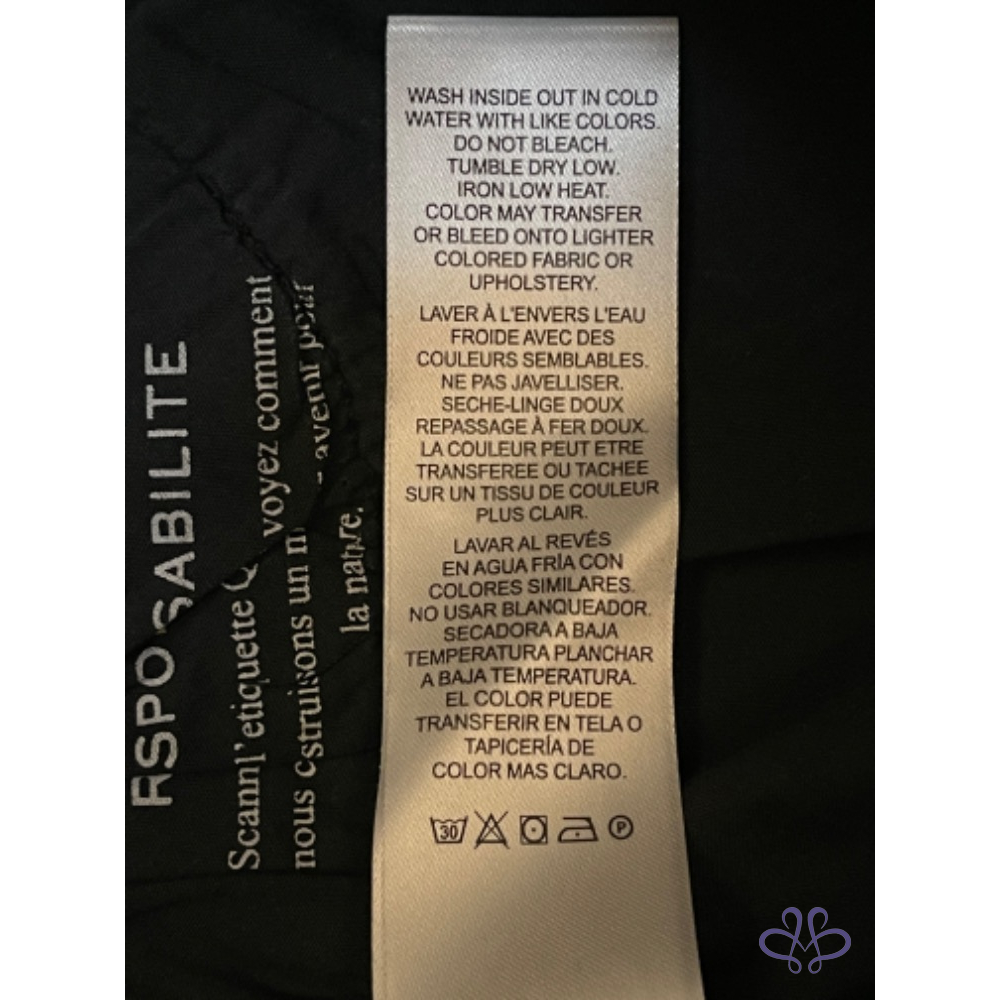 WASH INSIDE OUT IN COLD
WATER WITH LIKE COLORS.
DO NOT BLEACH.
TUMBLE DRY LOW.
IRON LOW HEAT.
COLOR MAY TRANSFER
OR BLEED ONTO LIGHTER
COLORED FABRIC OR
UPHOLSTERY.
LAVER À L'ENVERS L'EAU
FROIDE AVEC DES
COULEURS SEMBLABLES.
NE PAS JAVELLISER.
SECHE-LINGE DOUX
REPASSAGE À FER DOUX.
LA COULEUR PEUT ETRE
TRANSFEREE OU TACHEE
SUR UN TISSU DE COULEUR
PLUS CLAIR.
LAVAR AL REVÉS
EN AGUA FRÍA CON
COLORES SIMILARES.
NO USAR BLANQUEADOR.
SECADORA A BAJA
TEMPERATURA PLANCHAR
A BAJA TEMPERATURA.
EL COLOR PUEDE
TRANSFERIR EN TELA O
TAPICERÍA DE
COLOR MAS CLARO.
30 P
voyez comment
nous un avenir pour
la